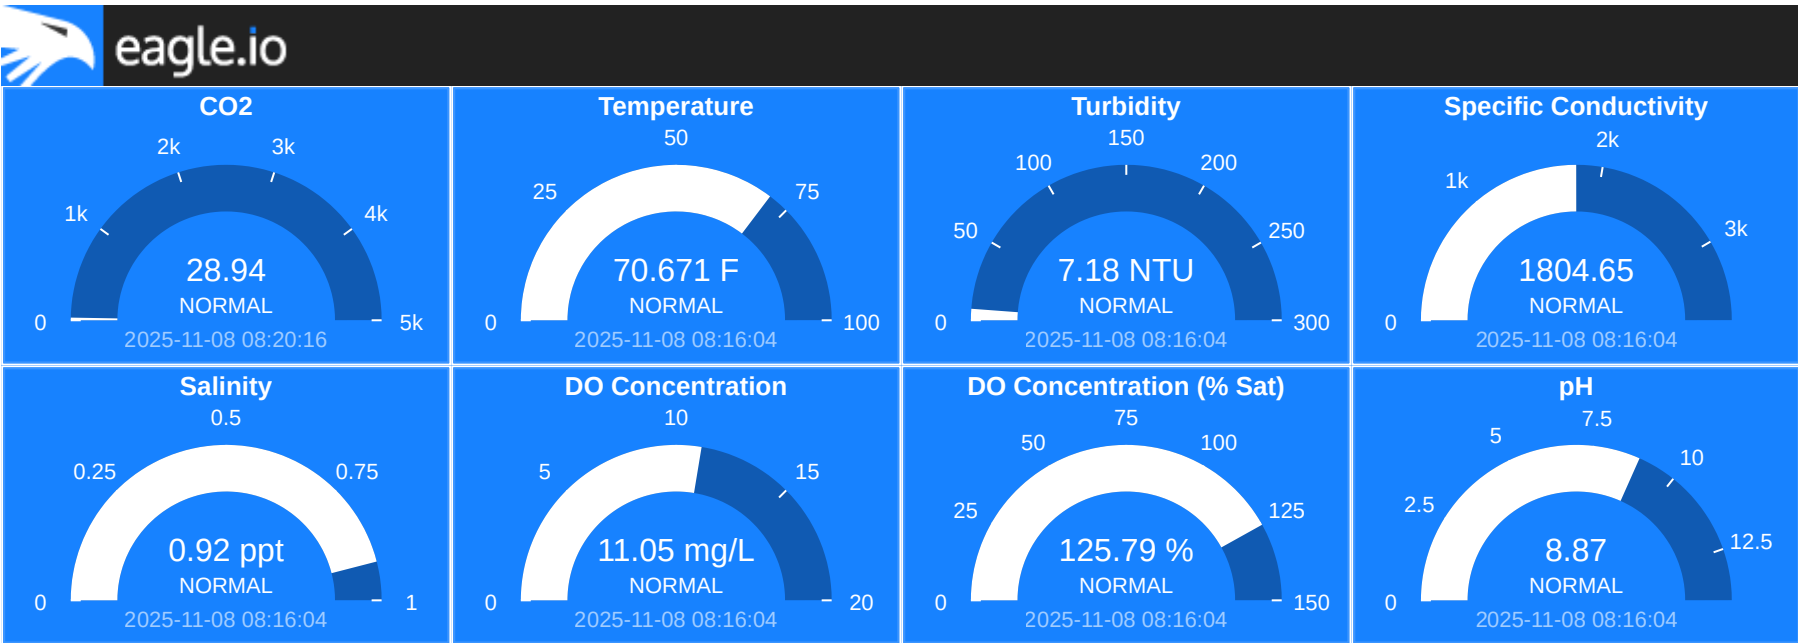 eagle.io
CO2
2k
3k
1k
4k
28.94
NORMAL
0
5k
2025-11-08 08:20:16
Temperature
50
25
75
70.671 F
NORMAL
0
100
2025-11-08 08:16:04
Turbidity
150
100
200
50
250
7.18 NTU
NORMAL
0
300
2025-11-08 08:16:04
Specific Conductivity
2k
1k
3k
1804.65
NORMAL
0
2025-11-08 08:16:04
Salinity
0.5
0.25
0.75
0.92 ppt
NORMAL
0
1
2025-11-08 08:16:04
DO Concentration
10
5
15
11.05 mg/L
NORMAL
0
20
2025-11-08 08:16:04
DO Concentration (% Sat)
75
50
100
25
125
125.79 %
NORMAL
0
150
2025-11-08 08:16:04
pH
7.5
5
10
2.5
12.5
8.87
NORMAL
0
2025-11-08 08:16:04